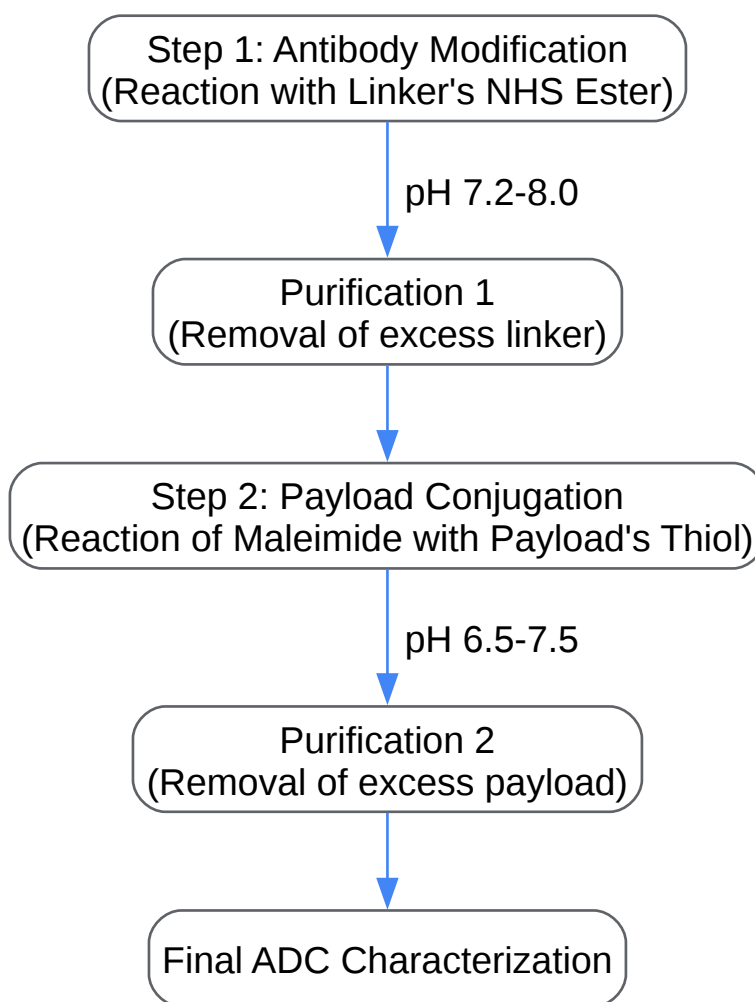 Step 1: Antibody Modification
(Reaction with Linker's NHS Ester)
pH 7.2-8.0
Purification 1
(Removal of excess linker)
Step 2: Payload Conjugation
(Reaction of Maleimide with Payload's Thiol)
pH 6.5-7.5
Purification 2
(Removal of excess payload)
Final ADC Characterization